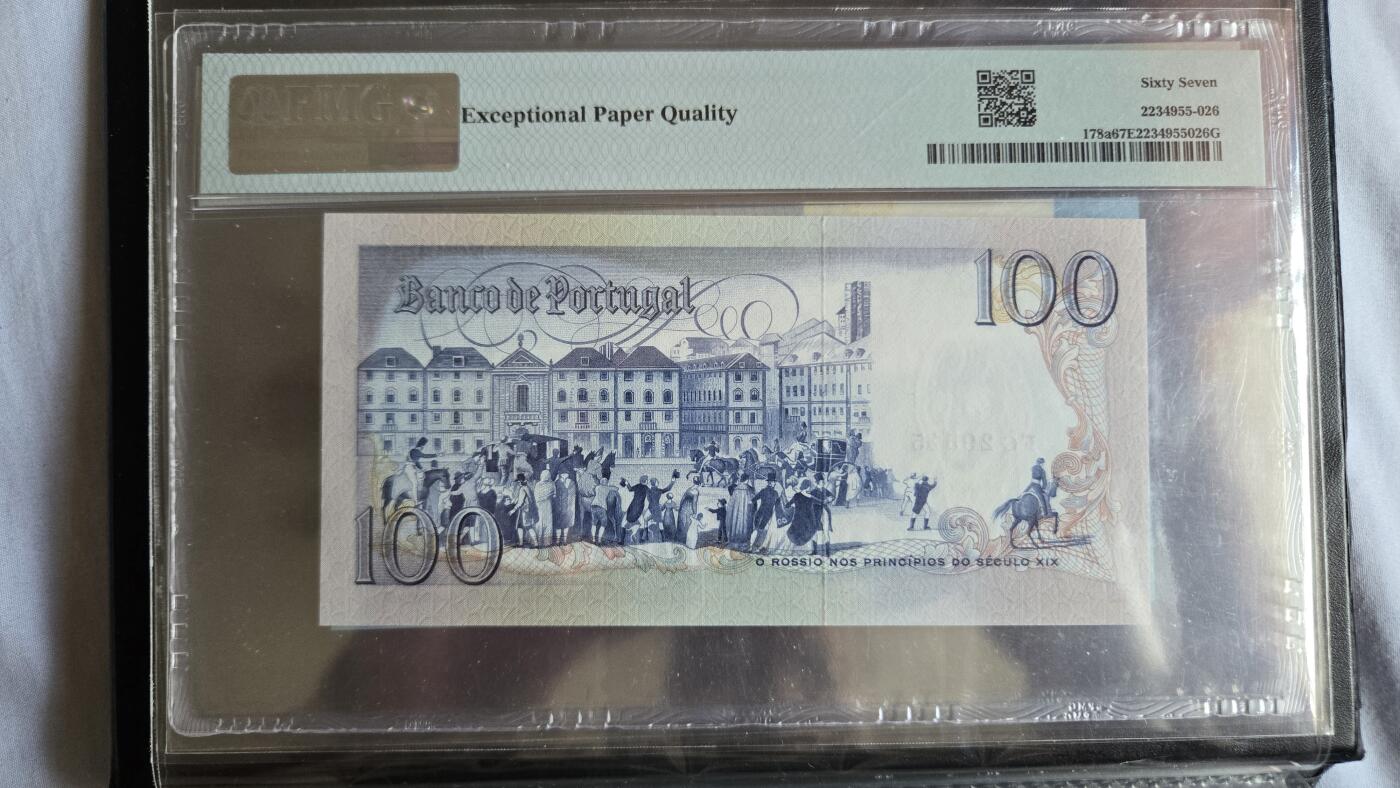 PMG
Exceptional Paper Quality
Sixty Seven
2234955-026
178a67E2234955026G
Banco de Portugal
100
100
O ROSSIO NOS PRINCÍPIOS DO SÉCULO XIX